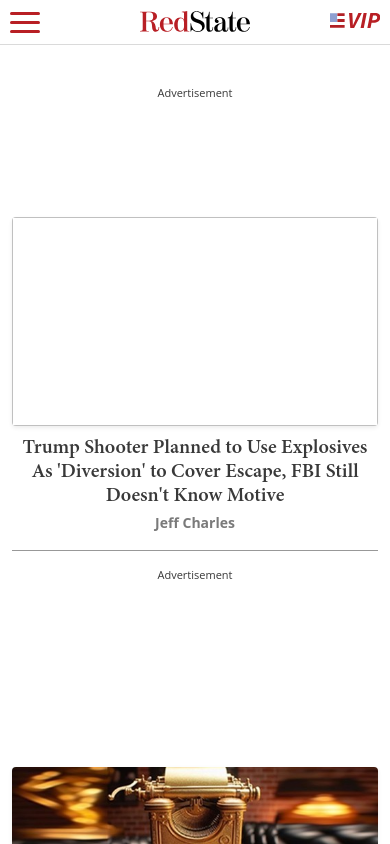 RedState
VIP
Advertisement
Trump Shooter Planned to Use Explosives
As 'Diversion' to Cover Escape, FBI Still
Doesn't Know Motive
Jeff Charles
Advertisement